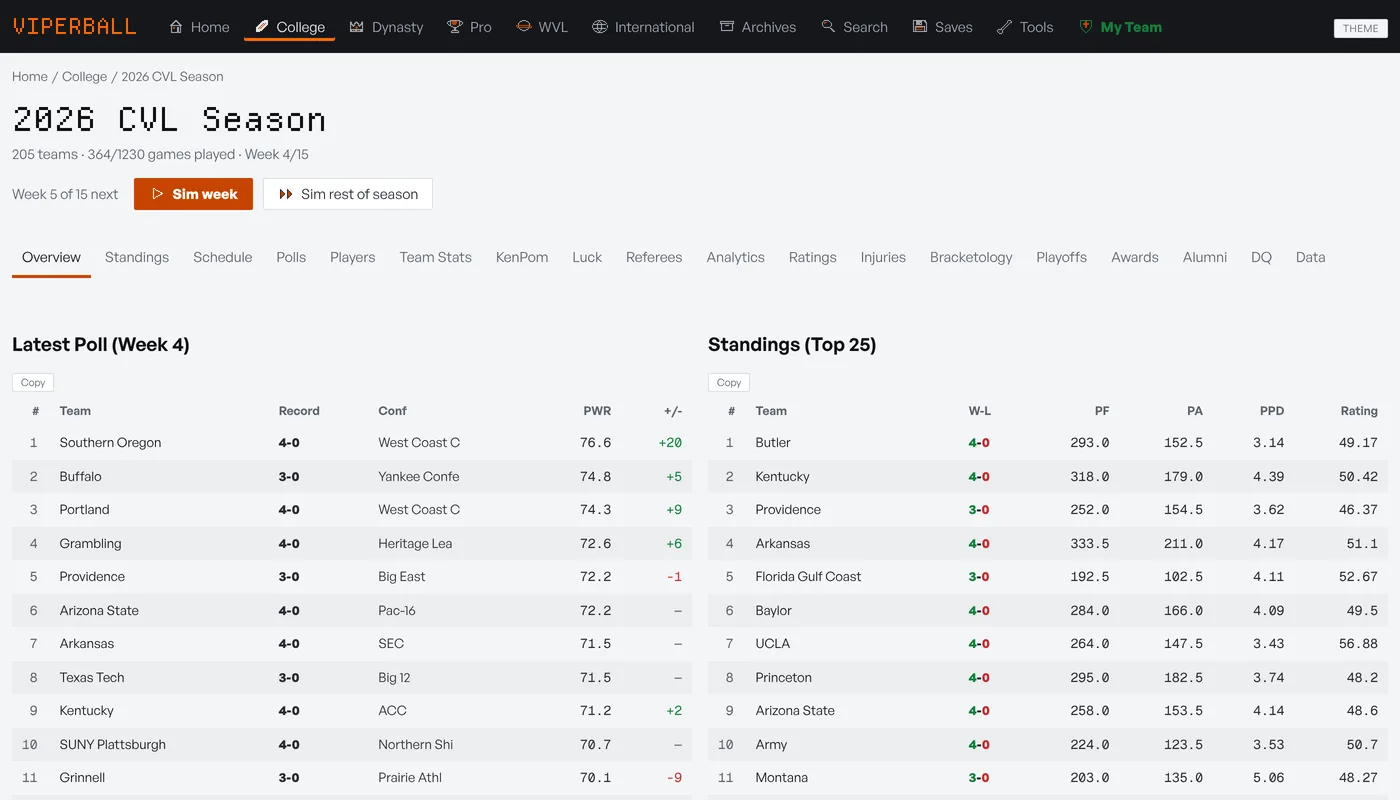 VIPERBALL Home College Dynasty Pro WVL International Archives Search Saves Tools My Team THEME
Home / College / 2026 CVL Season
2026 CVL Season
205 teams · 364/1230 games played · Week 4/15
Week 5 of 15 next Sim week Sim rest of season
Overview Standings Schedule Polls Players Team Stats KenPom Luck Referees Analytics Ratings Injuries Bracketology Playoffs Awards Alumni DQ Data
Latest Poll (Week 4)
Copy
# Team Record Conf PWR +/-
1 Southern Oregon 4-0 West Coast C 76.6 +20
2 Buffalo 3-0 Yankee Confe 74.8 +5
3 Portland 4-0 West Coast C 74.3 +9
4 Grambling 4-0 Heritage Lea 72.6 +6
5 Providence 3-0 Big East 72.2 -1
6 Arizona State 4-0 Pac-16 72.2 —
7 Arkansas 4-0 SEC 71.5 —
8 Texas Tech 3-0 Big 12 71.5 —
9 Kentucky 4-0 ACC 71.2 +2
10 SUNY Plattsburgh 4-0 Northern Shi 70.7 —
11 Grinnell 3-0 Prairie Athl 70.1 -9
Standings (Top 25)
Copy
# Team W-L PF PA PPD Rating
1 Butler 4-0 293.0 152.5 3.14 49.17
2 Kentucky 4-0 318.0 179.0 4.39 50.42
3 Providence 3-0 252.0 154.5 3.62 46.37
4 Arkansas 4-0 333.5 211.0 4.17 51.1
5 Florida Gulf Coast 3-0 192.5 102.5 4.11 52.67
6 Baylor 4-0 284.0 166.0 4.09 49.5
7 UCLA 4-0 264.0 147.5 3.43 56.88
8 Princeton 4-0 295.0 182.5 3.74 48.2
9 Arizona State 4-0 258.0 153.5 4.14 48.6
10 Army 4-0 224.0 123.5 3.53 50.7
11 Montana 3-0 203.0 135.0 5.06 48.27